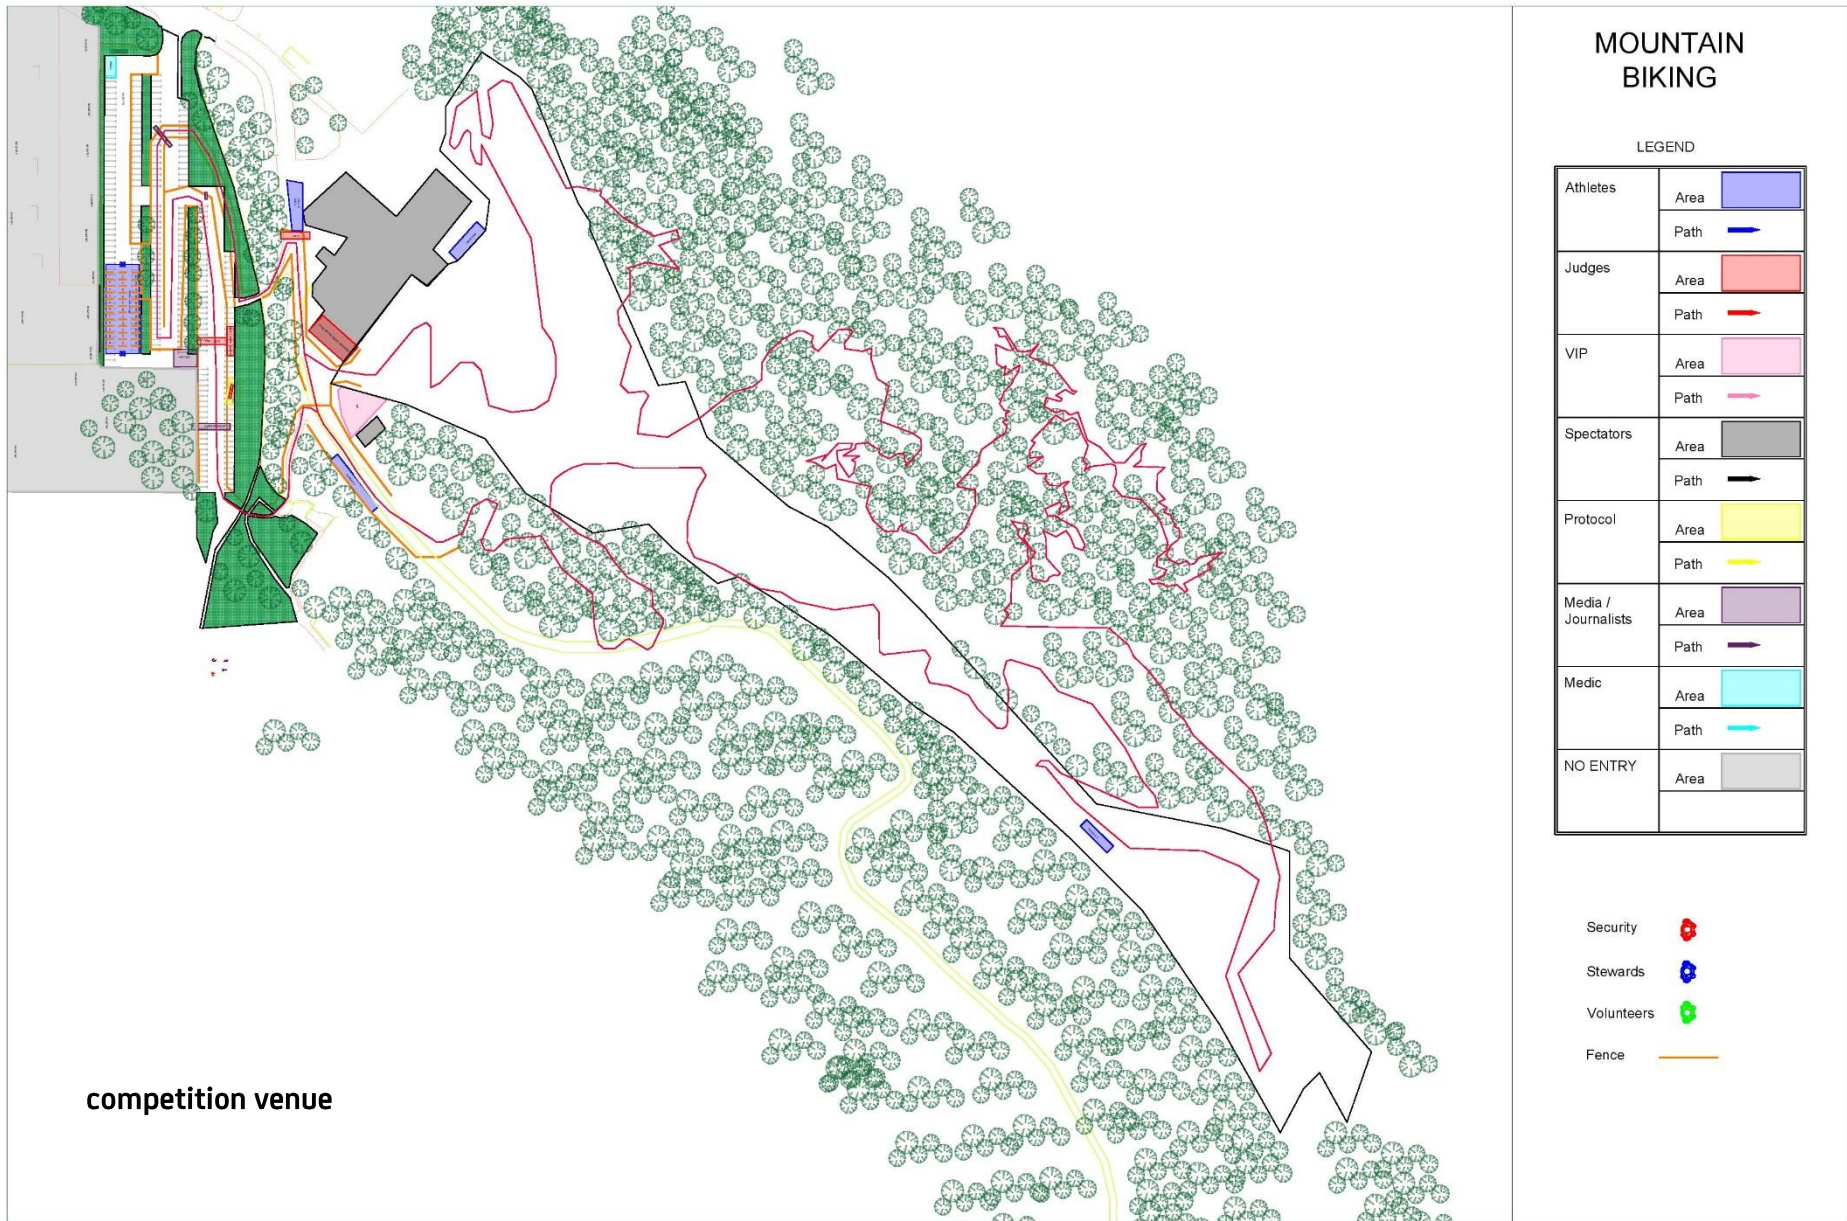 MOUNTAIN
BIKING
LEGEND
Athletes
Area
Path
Judges
Area
Path
VIP
Area
Path
Spectators
Area
Path
Protocol
Area
Path
Media /
Journalists
Area
Path
Medic
Area
Path
NO ENTRY
Area
Security
Stewards
Volunteers
Fence
competition venue